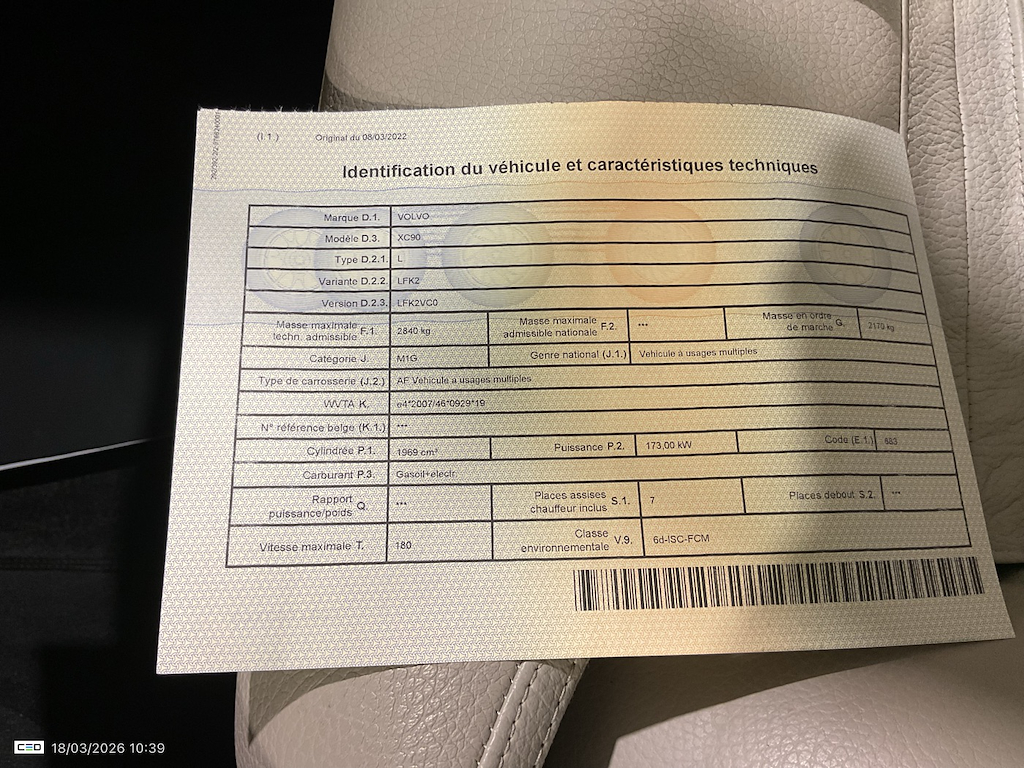 (I.1.) Original du 08/03/2022
Identification du véhicule et caractéristiques techniques
Marque D.1. VOLVO
Modèle D.3. XC90
Type D.2.1. L
Variante D.2.2. LFK2
Version D.2.3. LFK2VC0
Masse maximale techn. admissible F.1. 2840 kg Masse maximale admissible nationale F.2. *** Masse en ordre de marche G. 2170 kg
Catégorie J. M1G Genre national (J.1.) Véhicule à usages multiples
Type de carrosserie (J.2.) AF Véhicule à usages multiples
WVTA K. e4*2007/46*0929*19
N° référence belge (K.1.) ***
Cylindrée P.1. 1969 cm³ Puissance P.2. 173,00 kW Code (E.1.) 683
Carburant P.3. Gasoil+electr.
Rapport puissance/poids Q. *** Places assises chauffeur inclus S.1. 7 Places debout S.2. ***
Vitesse maximale T. 180 Classe environnementale V.9. 6d-ISC-FCM
CEO 18/03/2026 10:39